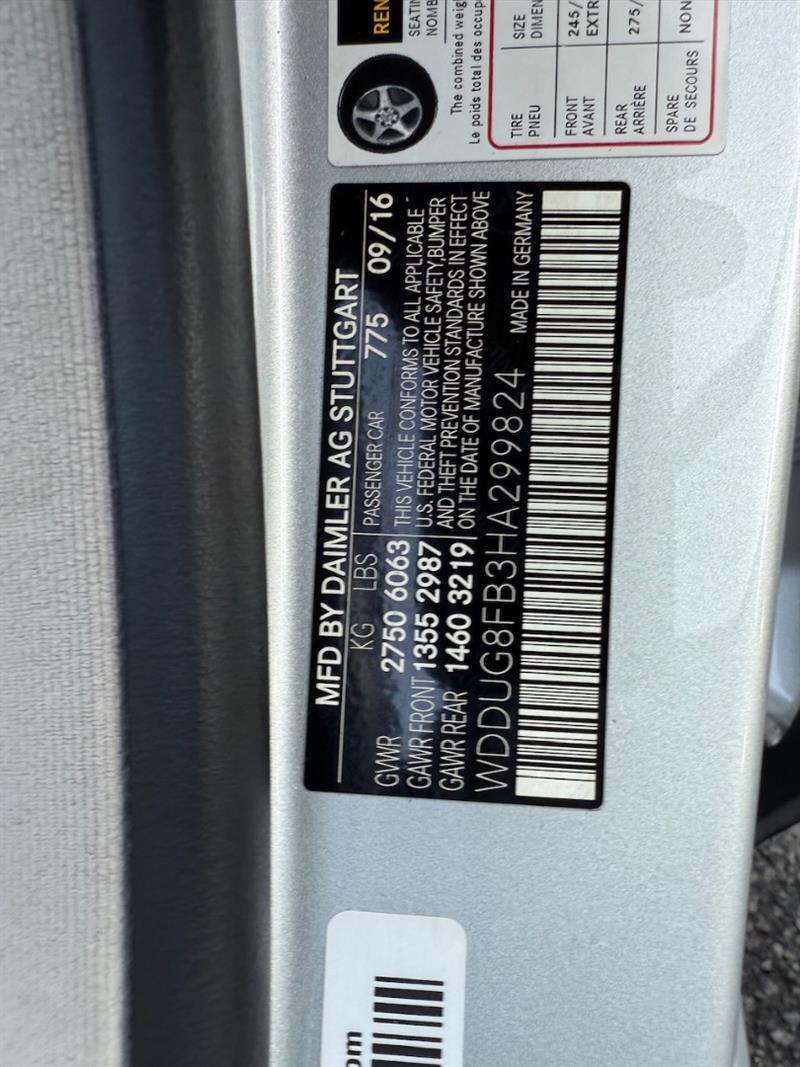 MFD BY DAIMLER AG STUTTGART
KG LBS PASSENGER CAR 775 09/16
GVWR 2750 6063
GAWR FRONT 1355 2987
GAWR REAR 1460 3219
THIS VEHICLE CONFORMS TO ALL APPLICABLE
U.S. FEDERAL MOTOR VEHICLE SAFETY,BUMPER
AND THEFT PREVENTION STANDARDS IN EFFECT
ON THE DATE OF MANUFACTURE SHOWN ABOVE
WDDUG8FB3HA299824 MADE IN GERMANY
REN
SEATIN
NOMB
The combined weig
Le poids total des occup
TIRE SIZE
PNEU DIMEN
FRONT 245/
AVANT EXTR
REAR 275/
ARRIÈRE
SPARE NON
DE SECOURS
om